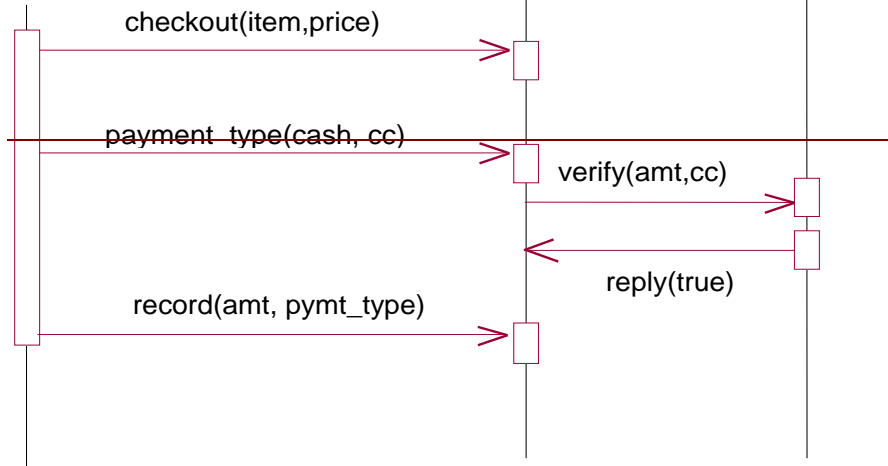 checkout(item,price)
payment_type(cash, cc)
verify(amt,cc)
reply(true)
record(amt, pymt_type)